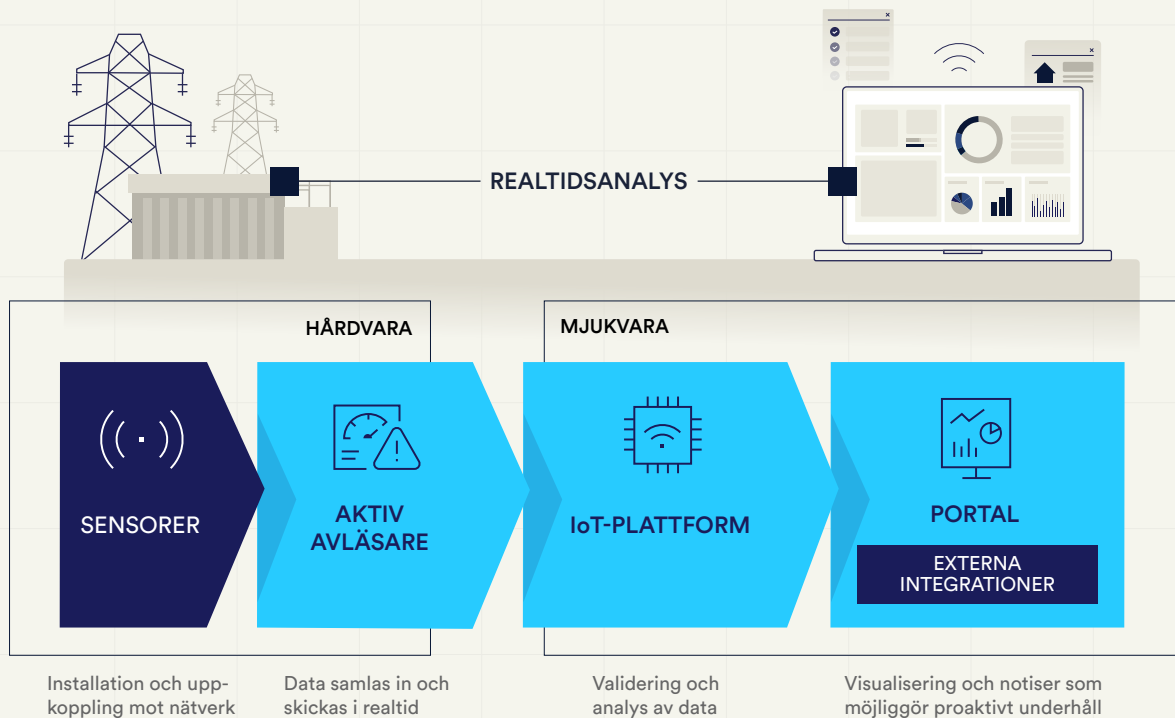 REALTIDSANALYS
HÅRDVARA
MJUKVARA
SENSORER
AKTIV
AVLÄSARE
IoT-PLATTFORM
PORTAL
EXTERNA
INTEGRATIONER
Installation och upp-
koppling mot nätverk
Data samlas in och
skickas i realtid
Validering och
analys av data
Visualisering och notiser som
möjliggör proaktivt underhåll